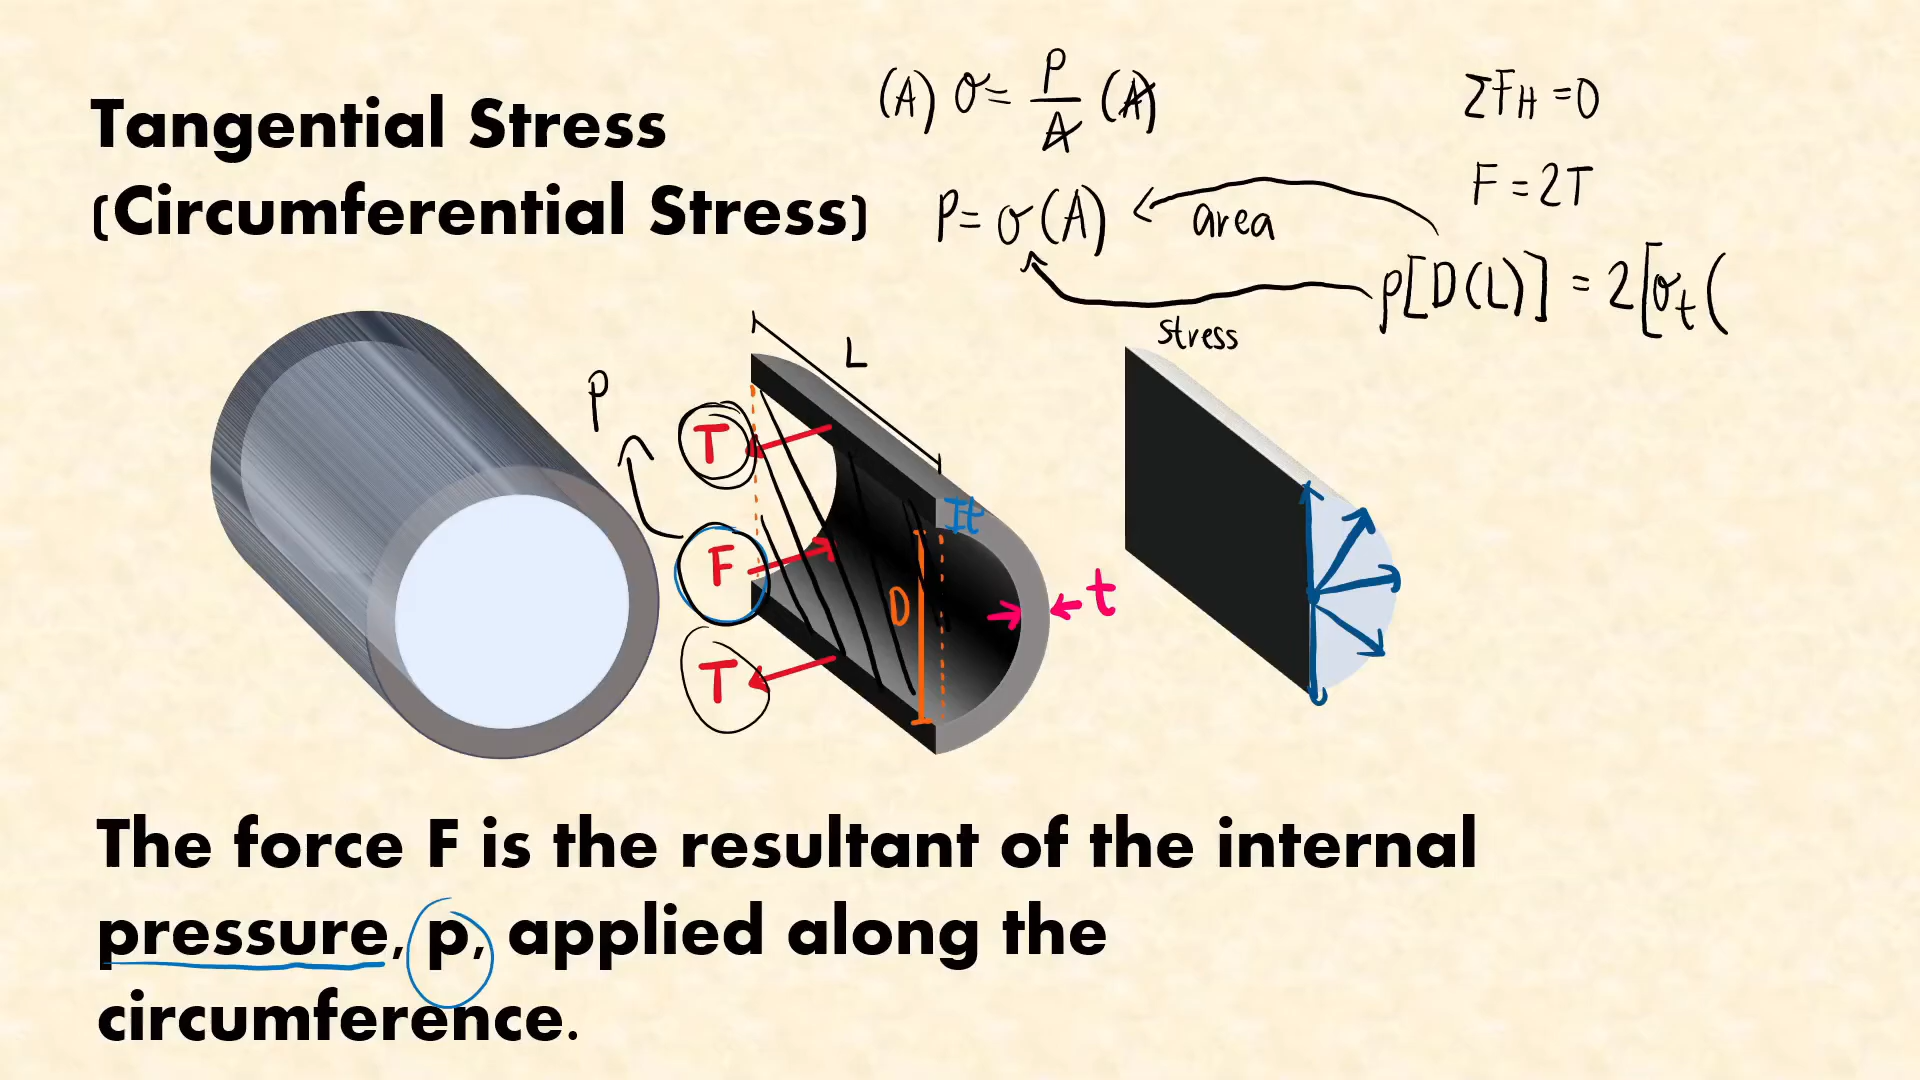 Tangential Stress
(Circumferential Stress)
(A) σ = P/A (A)
P = σ (A)
area
stress
ΣFH = 0
F = 2T
p[D(L)] = 2[σt(
L
p
T
F
T
t
D
t
The force F is the resultant of the internal
pressure, p, applied along the
circumference.